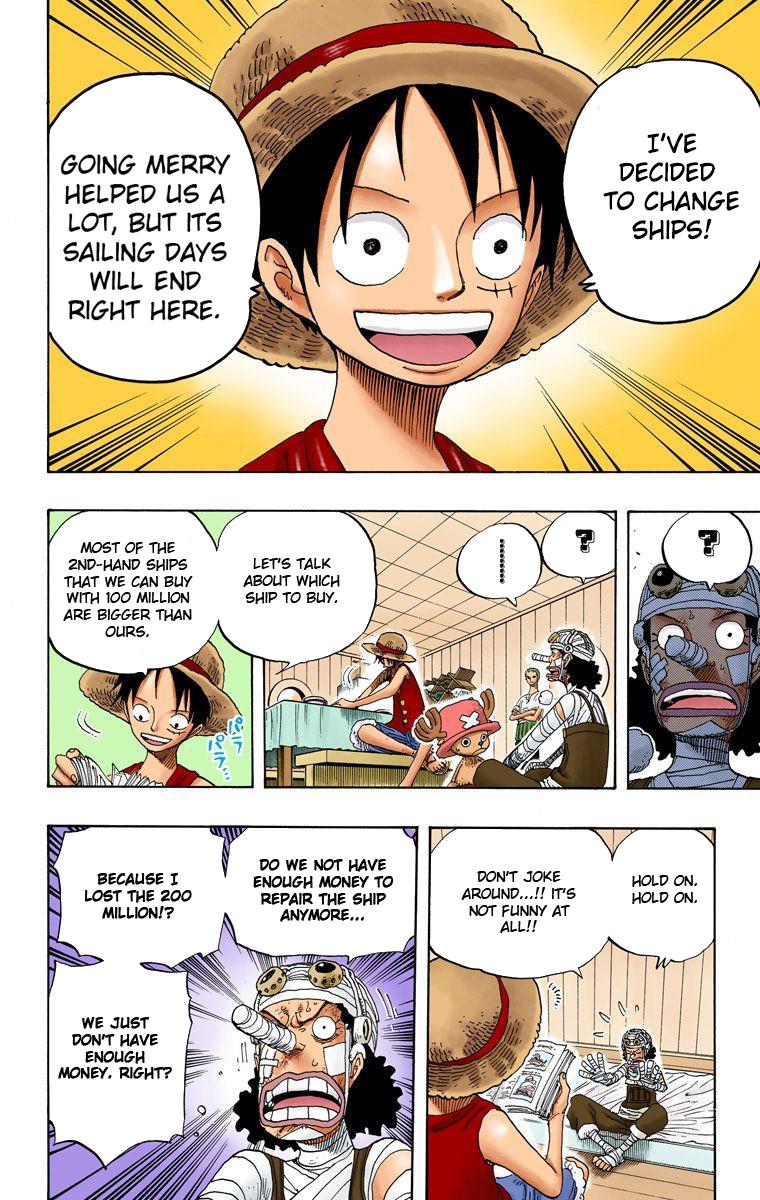 I'VE
DECIDED
TO CHANGE
SHIPS!
GOING MERRY
HELPED US A
LOT, BUT ITS
SAILING DAYS
WILL END
RIGHT HERE.
?
?
!
LET'S TALK
ABOUT WHICH
SHIP TO BUY.
MOST OF THE
2ND-HAND SHIPS
THAT WE CAN BUY
WITH 100 MILLION
ARE BIGGER THAN
OURS.
パラ
パラ…
HOLD ON.
HOLD ON.
DON'T JOKE
AROUND...!! IT'S
NOT FUNNY AT
ALL!!
DO WE NOT HAVE
ENOUGH MONEY TO
REPAIR THE SHIP
ANYMORE...
BECAUSE I
LOST THE 200
MILLION!?
WE JUST
DON'T HAVE
ENOUGH
MONEY. RIGHT?